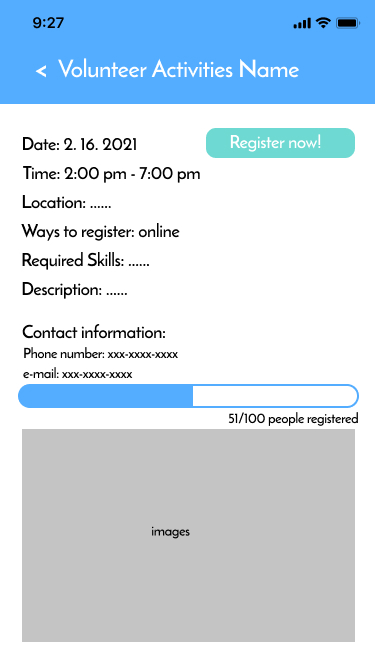 9:27
< Volunteer Activities Name
Date: 2. 16. 2021
Register now!
Time: 2:00 pm - 7:00 pm
Location: ......
Ways to register: online
Required Skills: ......
Description: ......
Contact information:
Phone number: xxx-xxxx-xxxx
e-mail: xxx-xxxx-xxxx
51/100 people registered
images